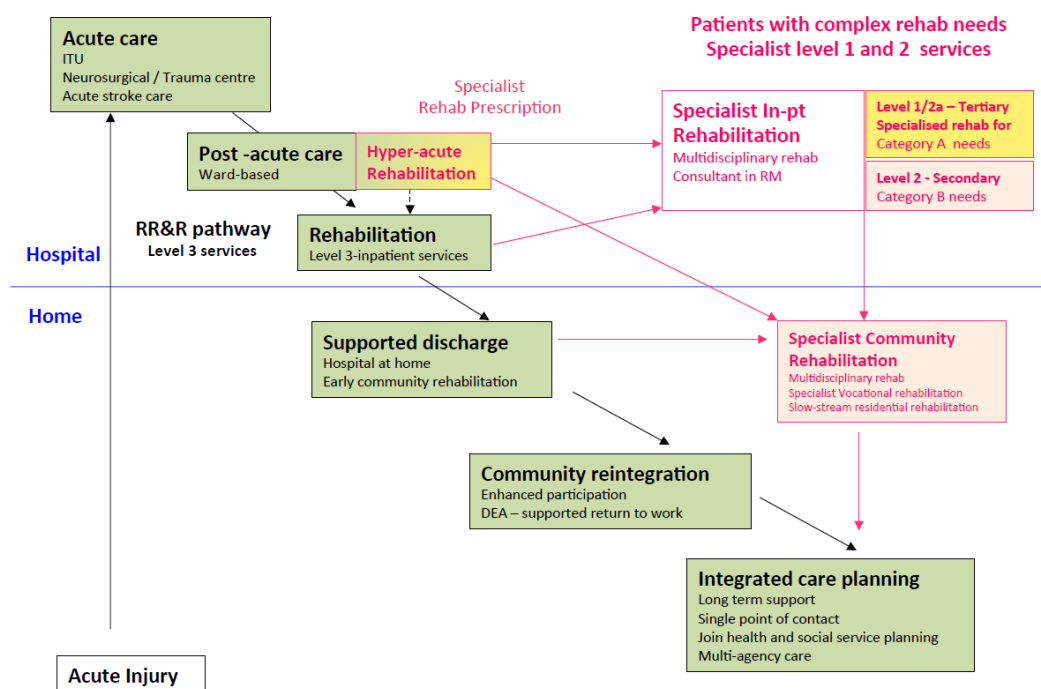 Acute care
ITU
Neurosurgical / Trauma centre
Acute stroke care
Patients with complex rehab needs
Specialist level 1 and 2  services
Specialist
Rehab Prescription
Post -acute care
Ward-based
Hyper-acute
Rehabilitation
Specialist In-pt
Rehabilitation
Multidisciplinary rehab
Consultant in RM
Level 1/2a – Tertiary
Specialised rehab for
Category A  needs
Level 2 - Secondary
Category B needs
RR&R pathway
Level 3 services
Rehabilitation
Level 3-inpatient services
Hospital
Home
Supported discharge
Hospital at home
Early community rehabilitation
Specialist Community
Rehabilitation
Multidisciplinary rehab
Specialist Vocational rehabilitation
Slow-stream residential rehabilitation
Community reintegration
Enhanced participation
DEA – supported return to work
Integrated care planning
Long term support
Single point of contact
Join health and social service planning
Multi-agency care
Acute Injury